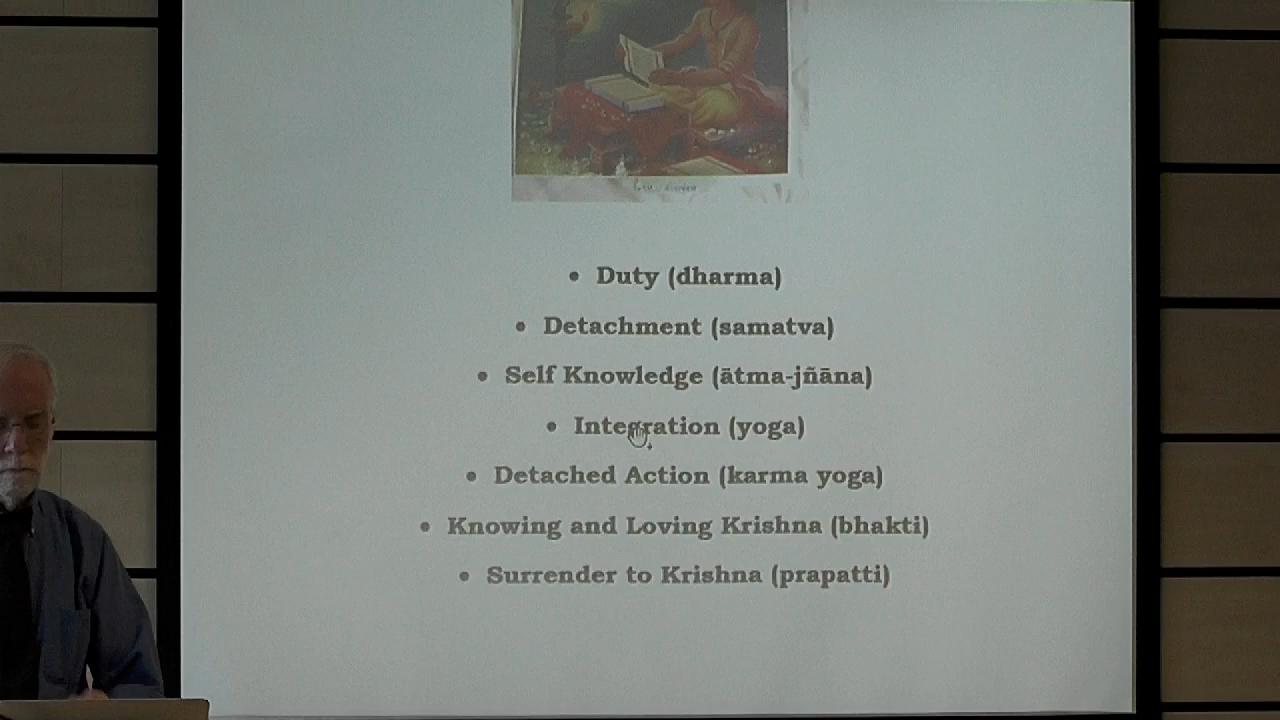 • Duty (dharma)
• Detachment (samatva)
• Self Knowledge (ātma-jñāna)
• Integration (yoga)
• Detached Action (karma yoga)
• Knowing and Loving Krishna (bhakti)
• Surrender to Krishna (prapatti)